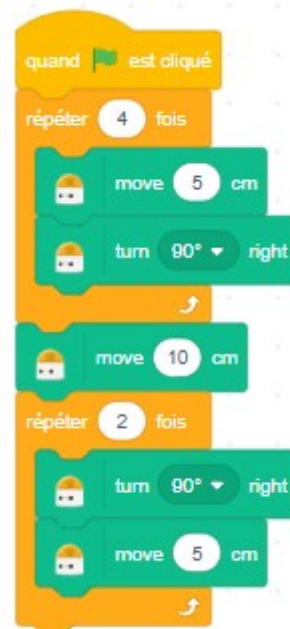 quand est cliqué
répéter 4 fois
move 5 cm
turn 90° right
move 10 cm
répéter 2 fois
turn 90° right
move 5 cm